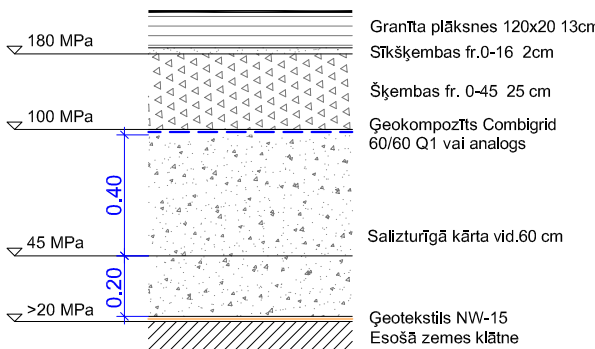 Granīta plāksnes 120x20 13cm
180 MPa
Sīkšķembas fr.0-16 2cm
Šķembas fr. 0-45 25 cm
100 MPa
Ģeokompozīts Combigrid
60/60 Q1 vai analogs
0.40
Salizturīgā kārta vid.60 cm
45 MPa
0.20
>20 MPa
Ģeotekstils NW-15
Esošā zemes klātne